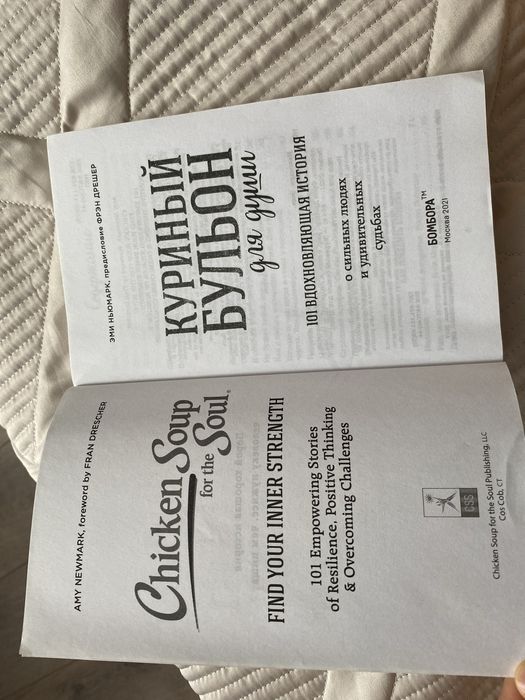 AMY NEWMARK, foreword by FRAN DRESCHER
Chicken Soup
for the Soul®
FIND YOUR INNER STRENGTH
101 Empowering Stories
of Resilience, Positive Thinking
& Overcoming Challenges
CSS
Chicken Soup for the Soul Publishing, LLC
Cos Cob, CT
ЭМИ НЬЮМАРК, предисловие ФРЭН ДРЕШЕР
КУРИНЫЙ
БУЛЬОН
для души
101 ВДОХНОВЛЯЮЩАЯ ИСТОРИЯ
о сильных людях
и удивительных
судьбах
БОМБОРА™
Москва 2021